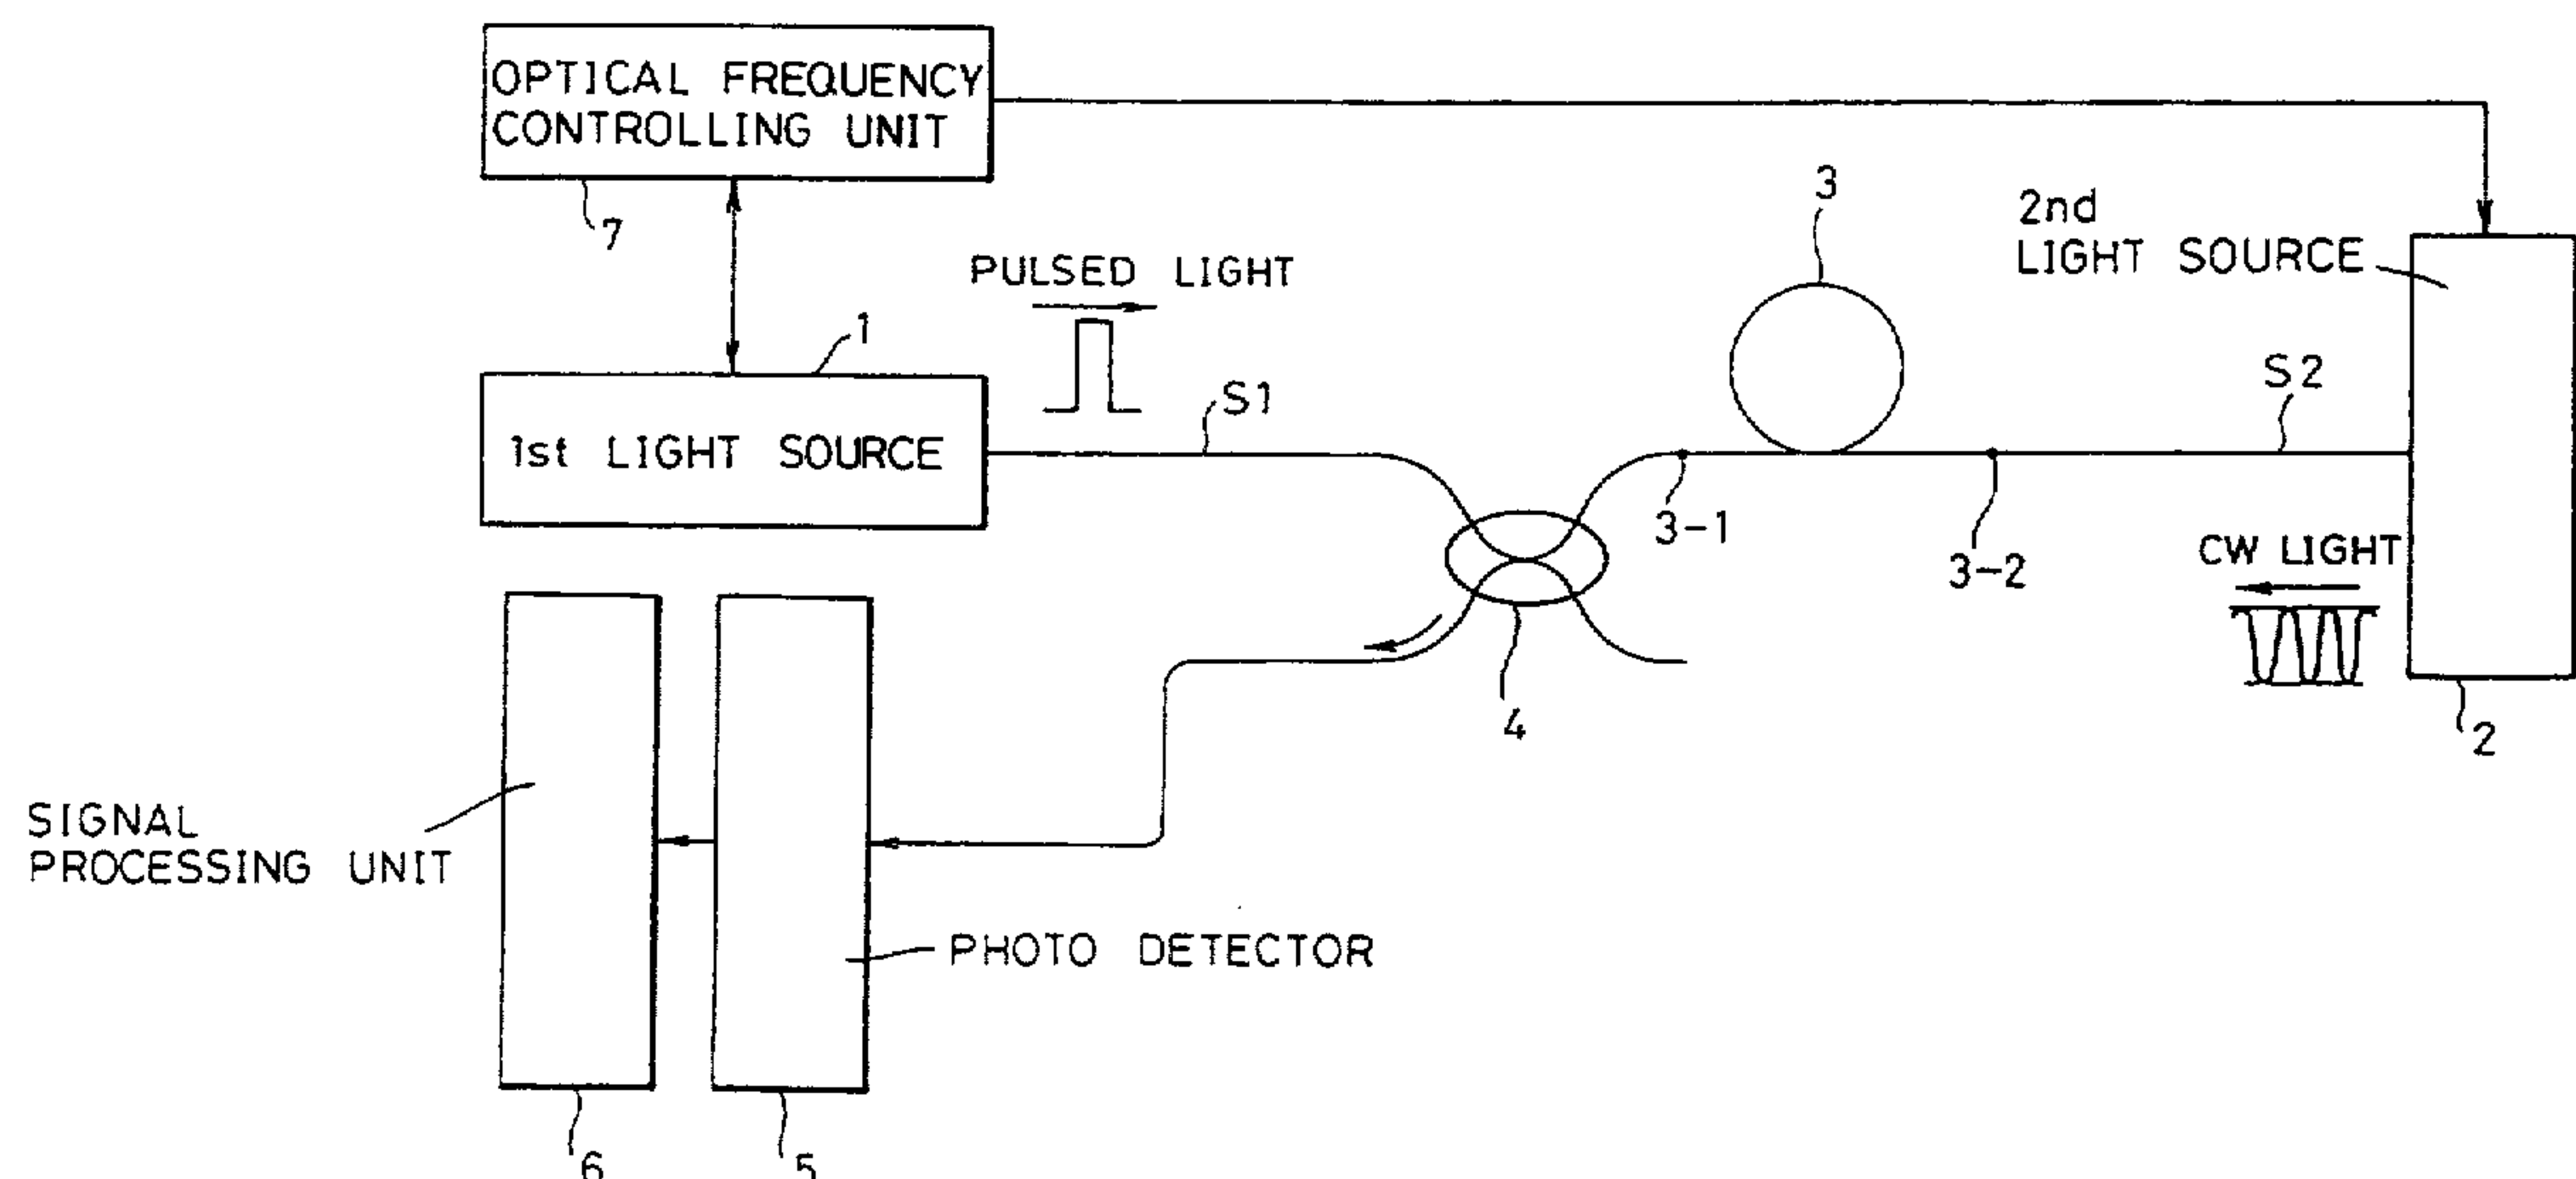 OPTICAL FREQUENCY
CONTROLLING UNIT
7
3
2nd
LIGHT SOURCE
PULSED LIGHT
1
S1
S2
1st LIGHT SOURCE
3-1
3-2
CW LIGHT
4
2
SIGNAL
PROCESSING UNIT
PHOTO DETECTOR
6
5